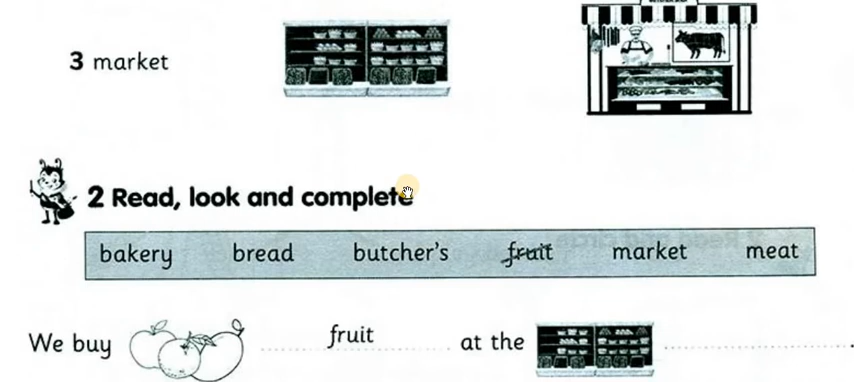 3 market
2 Read, look and complete
bakery bread butcher's fruit market meat
We buy fruit at the .